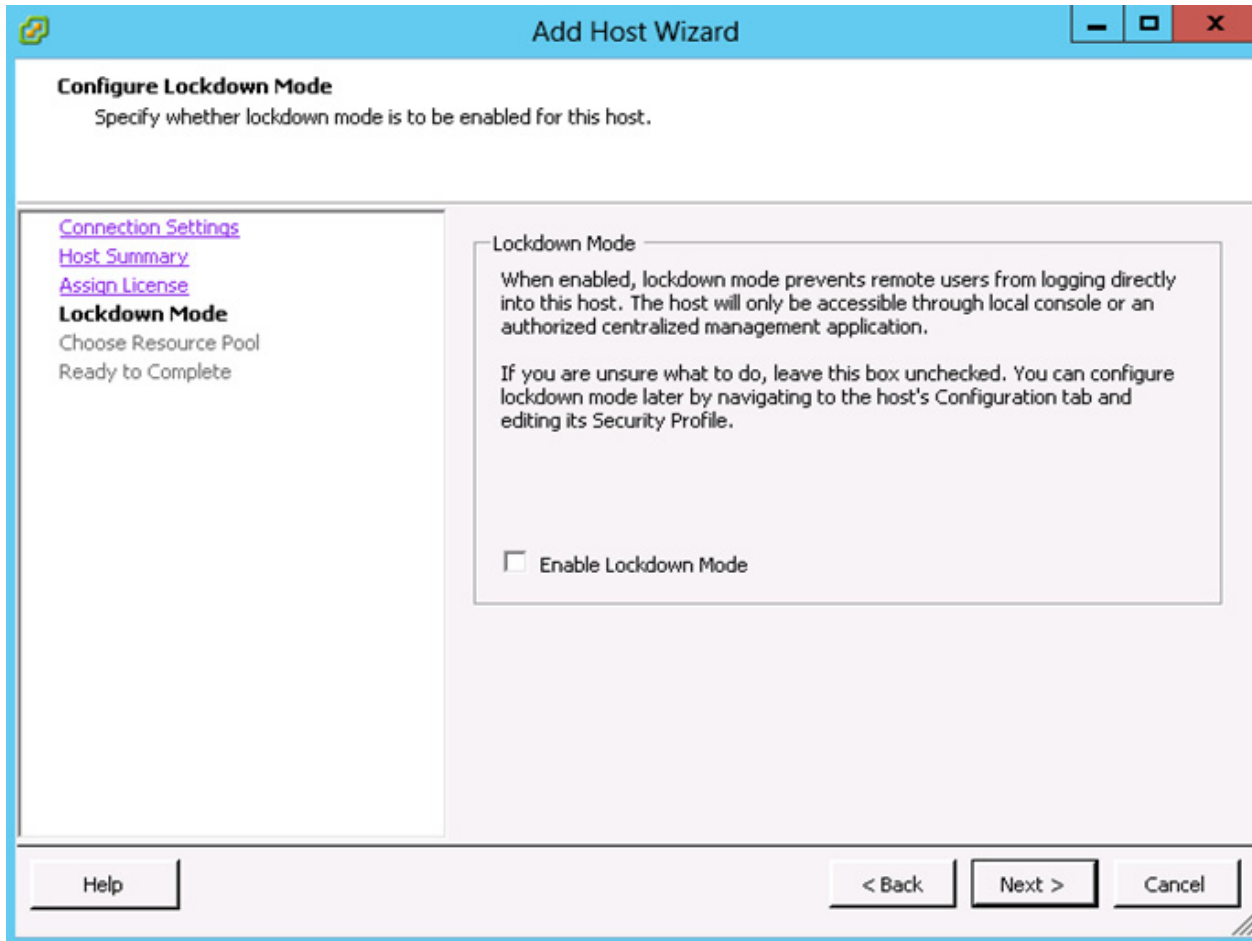 Add Host Wizard
Configure Lockdown Mode
Specify whether lockdown mode is to be enabled for this host.
Connection Settings
Host Summary
Assign License
Lockdown Mode
Choose Resource Pool
Ready to Complete
Lockdown Mode
When enabled, lockdown mode prevents remote users from logging directly
into this host. The host will only be accessible through local console or an
authorized centralized management application.
If you are unsure what to do, leave this box unchecked. You can configure
lockdown mode later by navigating to the host's Configuration tab and
editing its Security Profile.
Enable Lockdown Mode
Help
< Back
Next >
Cancel